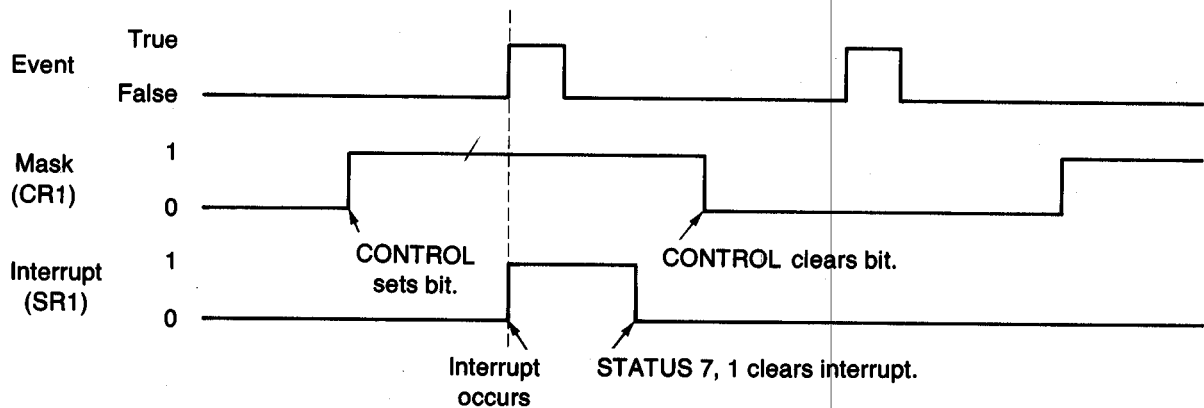 True
Event
False
Mask
(CR1)
1
0
CONTROL
sets bit.
CONTROL clears bit.
Interrupt
(SR1)
1
0
Interrupt
occurs
STATUS 7, 1 clears interrupt.